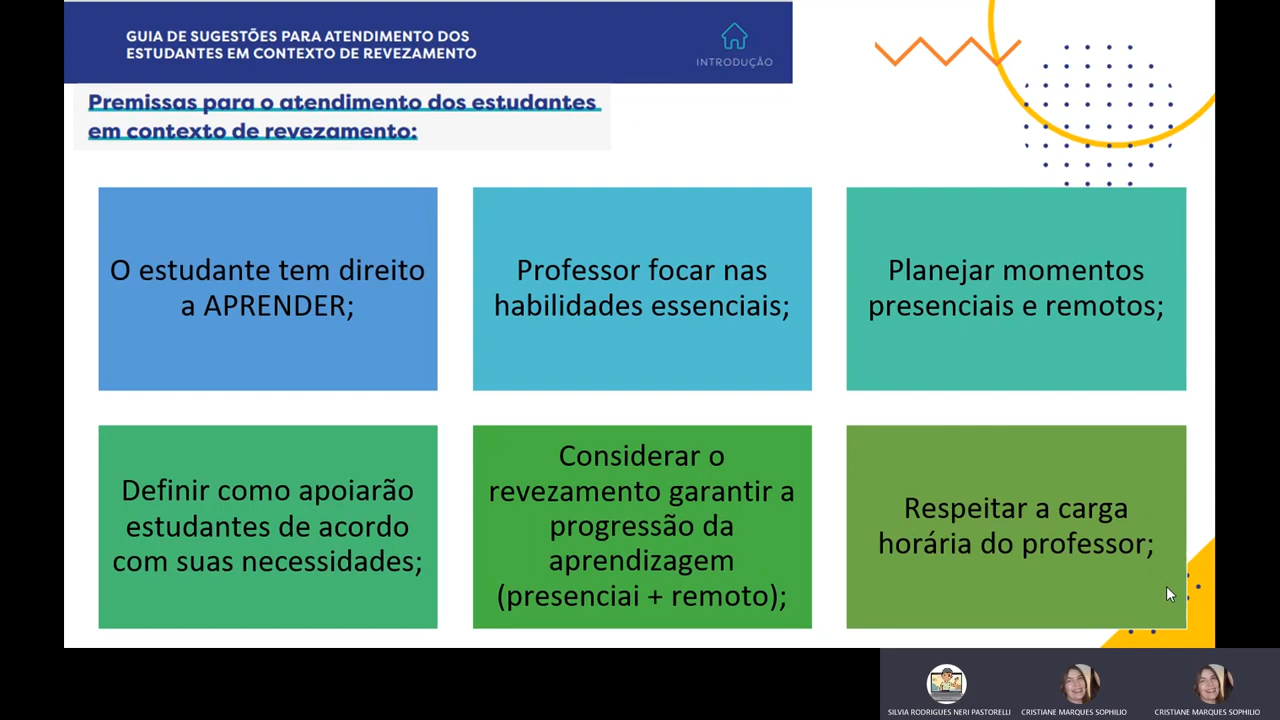 GUIA DE SUGESTÕES PARA ATENDIMENTO DOS
ESTUDANTES EM CONTEXTO DE REVEZAMENTO
INTRODUÇÃO
Premissas para o atendimento dos estudantes
em contexto de revezamento:
O estudante tem direito
a APRENDER;
Professor focar nas
habilidades essenciais;
Planejar momentos
presenciais e remotos;
Definir como apoiarão
estudantes de acordo
com suas necessidades;
Considerar o
revezamento garantir a
progressão da
aprendizagem
(presenciai + remoto);
Respeitar a carga
horária do professor;
SILVIA RODRIGUES NERI PASTORELLI
CRISTIANE MARQUES SOPHILIO
CRISTIANE MARQUES SOPHILIO